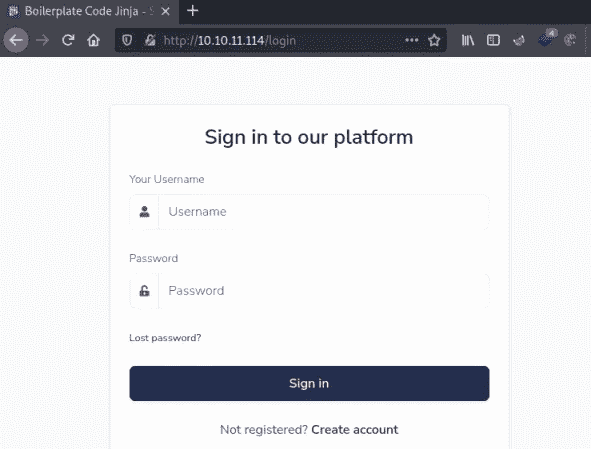 Boilerplate Code Jinja - S
http://10.10.11.114/login
4
Sign in to our platform
Your Username
Username
Password
Password
Lost password?
Sign in
Not registered? Create account